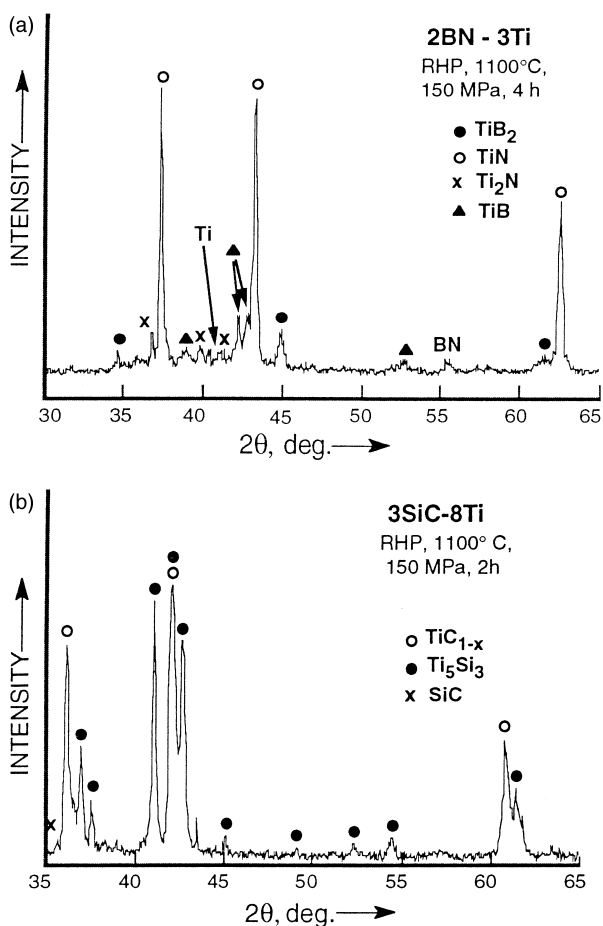 (a)
2BN - 3Ti
RHP, 1100°C,
150 MPa, 4 h
● TiB₂
○ TiN
x Ti₂N
▲ TiB
INTENSITY
Ti
x
x
x
BN
30 35 40 45 50 55 60 65
2θ, deg.
(b)
3SiC-8Ti
RHP, 1100° C,
150 MPa, 2h
○ TiC₁₋ₓ
● Ti₅Si₃
x SiC
INTENSITY
x
35 40 45 50 55 60 65
2θ, deg.